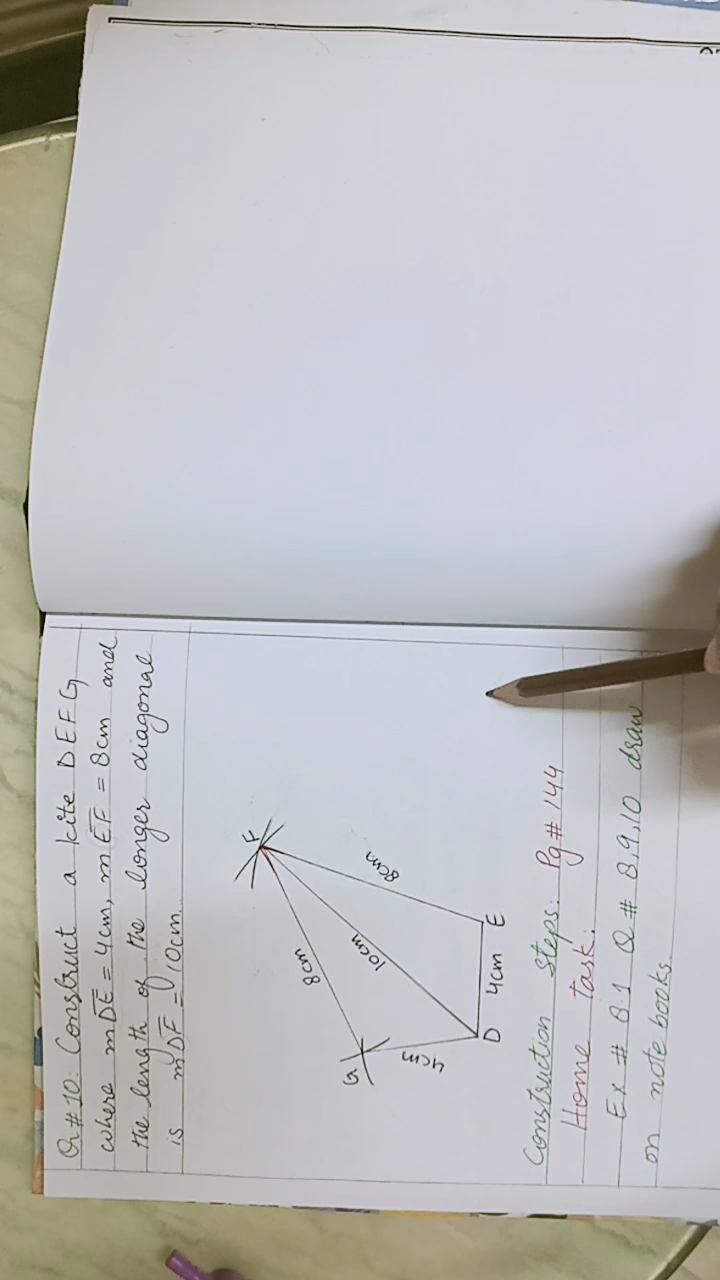 Q#10: Construct a kite DEFG
where mDE = 4cm, mEF = 8cm and
the length of the longer diagonal
is mDF = 10cm.
F
8cm
8cm
10cm
G
4cm
D 4cm E
Construction steps: Pg#144
Home task:
Ex # 8.1 Q # 8,9,10 draw
on note books.